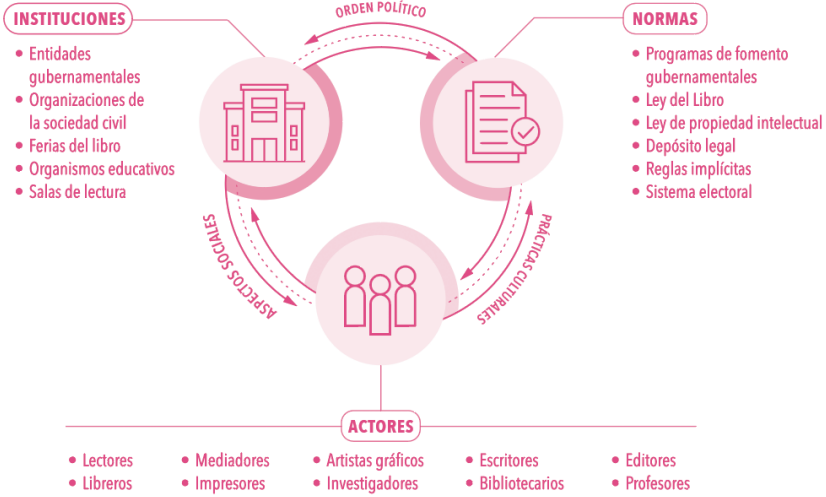 INSTITUCIONES
• Entidades
gubernamentales
• Organizaciones de
la sociedad civil
• Ferias del libro
• Organismos educativos
• Salas de lectura
ORDEN POLÍTICO
NORMAS
• Programas de fomento
gubernamentales
• Ley del Libro
• Ley de propiedad intelectual
• Depósito legal
• Reglas implícitas
• Sistema electoral
ASPECTOS SOCIALES
PRÁCTICAS CULTURALES
ACTORES
• Lectores
• Libreros
• Mediadores
• Impresores
• Artistas gráficos
• Investigadores
• Escritores
• Bibliotecarios
• Editores
• Profesores